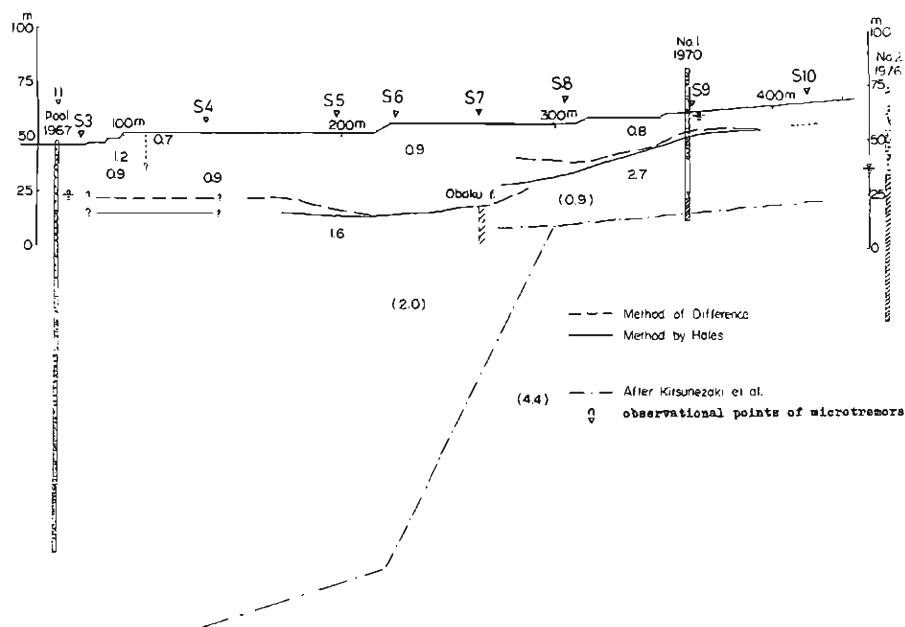 m
100
75
50
25
0
11
Pool
1967
S3
S4
S5
S6
S7
S8
No.1
1970
S9
S10
m
100
No.2
1976
75
50
25
0
100m
200m
300m
400m
0.7
1.2
0.9
0.9
0.9
0.8
2.7
(0.9)
Obaku f.
1.6
(2.0)
(4.4)
? ?
? ?
Method of Difference
Method by Hales
After Kitsunezaki et al.
observational points of microtremors